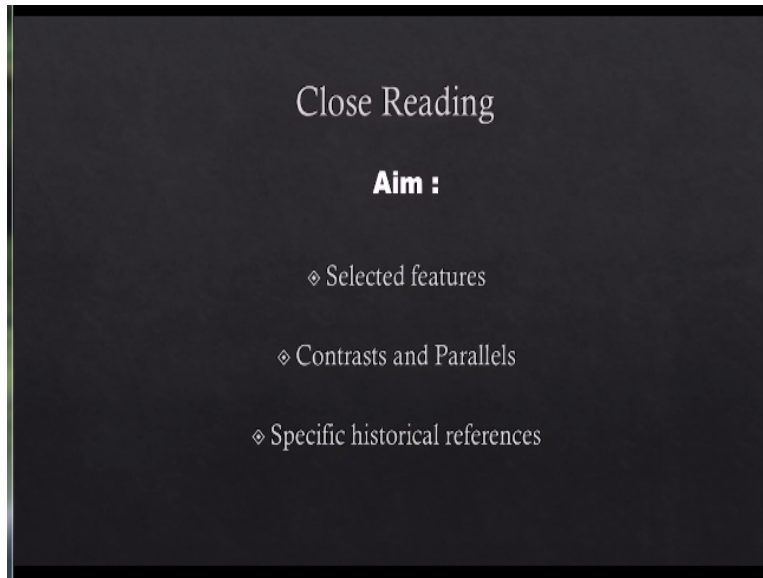 Close Reading
Aim :
◈ Selected features
◈ Contrasts and Parallels
◈ Specific historical references